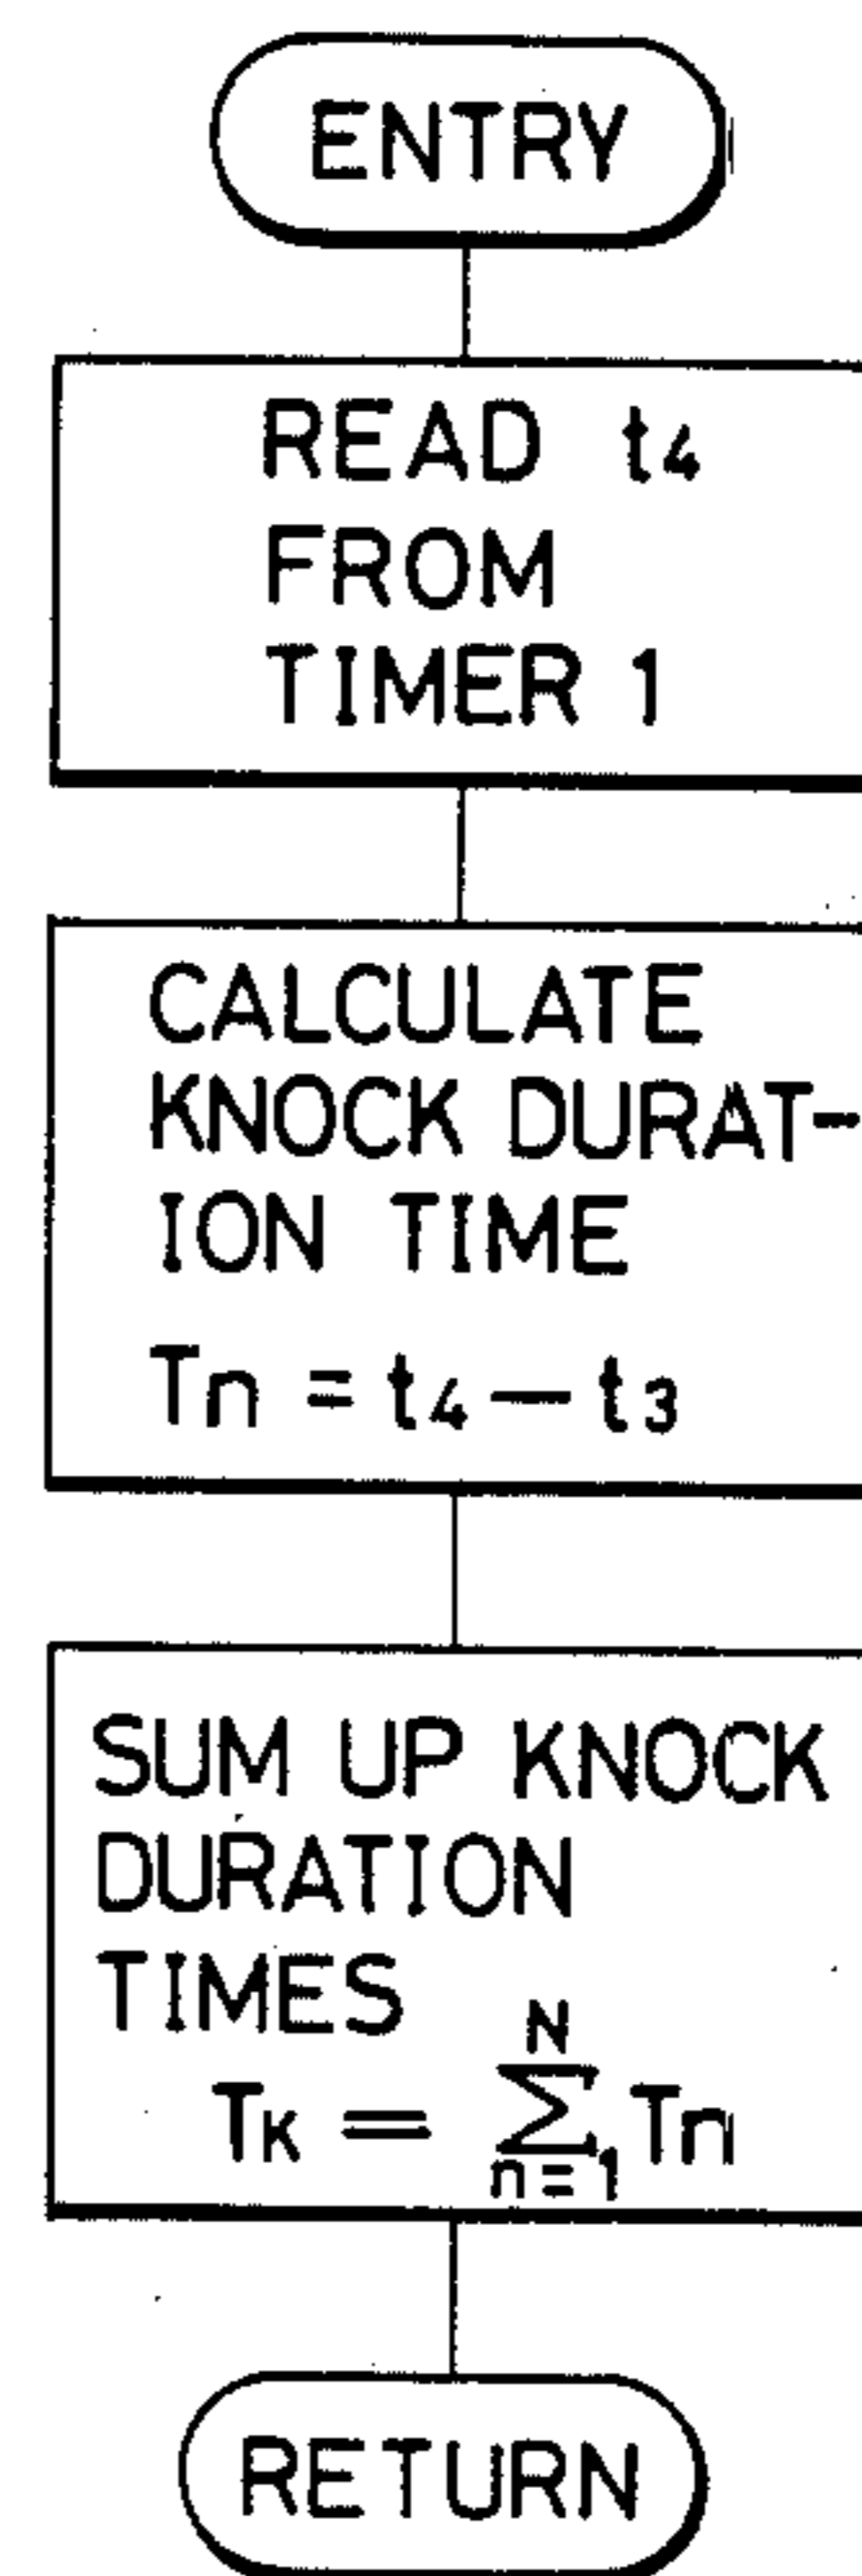 ENTRY
READ t4
FROM
TIMER 1
CALCULATE
KNOCK DURAT-
ION TIME
Tn = t4 — t3
SUM UP KNOCK
DURATION
TIMES
N
TK = ∑ Tn
n=1
RETURN